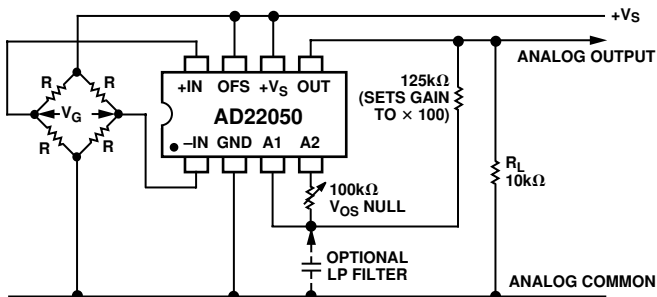 +VS
ANALOG OUTPUT
+IN OFS +VS OUT
AD22050
–IN GND A1 A2
R
R
VG
R
R
125kΩ
(SETS GAIN
TO × 100)
100kΩ
VOS NULL
RL
10kΩ
OPTIONAL
LP FILTER
ANALOG COMMON